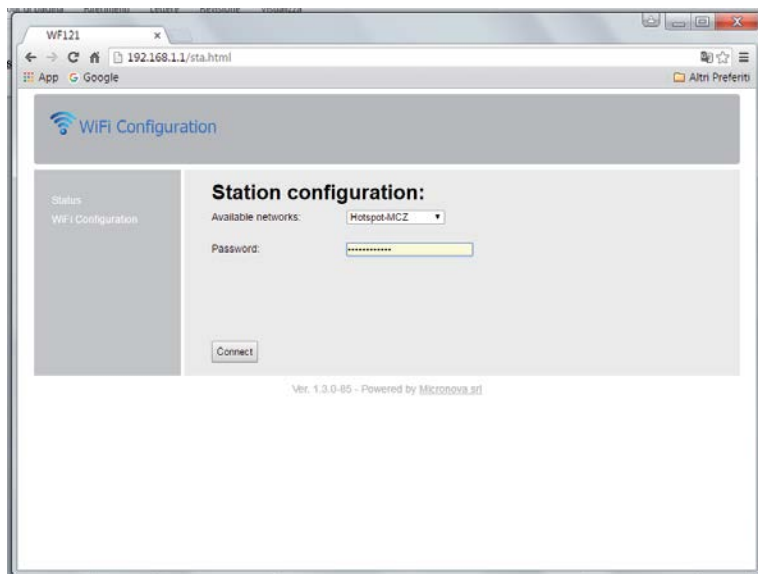 WF121
192.168.1.1/sta.html
App Google Altri Preferiti
WiFi Configuration
Status
WiFi Configuration
Station configuration:
Available networks: Hotspot-MCZ
Password: ••••••••••••
Connect
Ver. 1.3.0-85 - Powered by Micronova srl